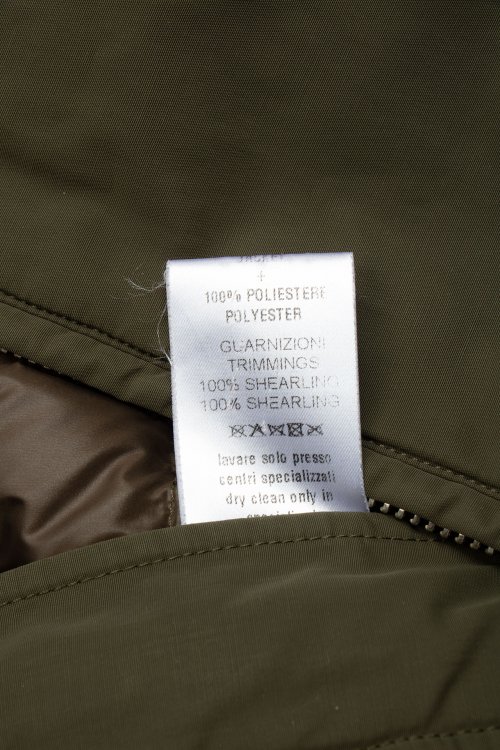 +
100% POLIESTERE
POLYESTER
GUARNIZIONI
TRIMMINGS
100% SHEARLING
100% SHEARLING
lavare solo presso
centri specializzati
dry clean only in